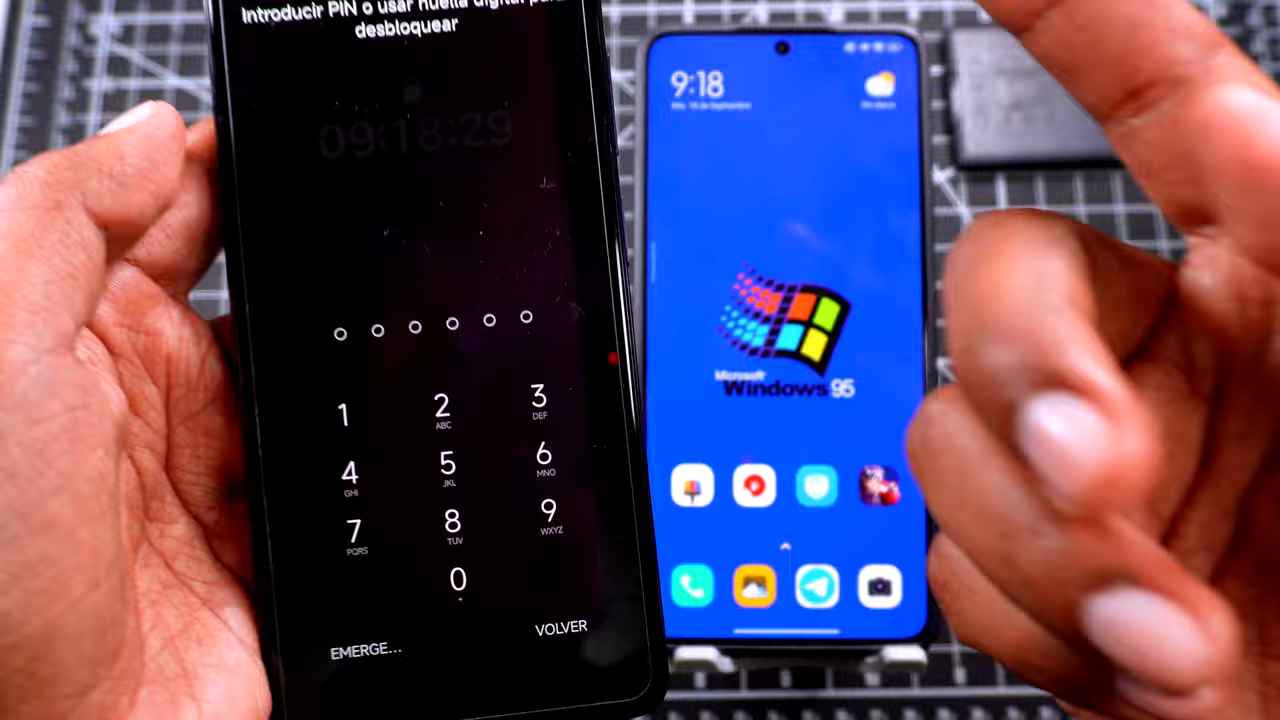 Introducir PIN o usar huella digital para
desbloquear
09:18:29
1
2
ABC
3
DEF
4
GHI
5
JKL
6
MNO
7
PQRS
8
TUV
9
WXYZ
0
+
EMERGE...
VOLVER
9:18
Microsoft
Windows 95